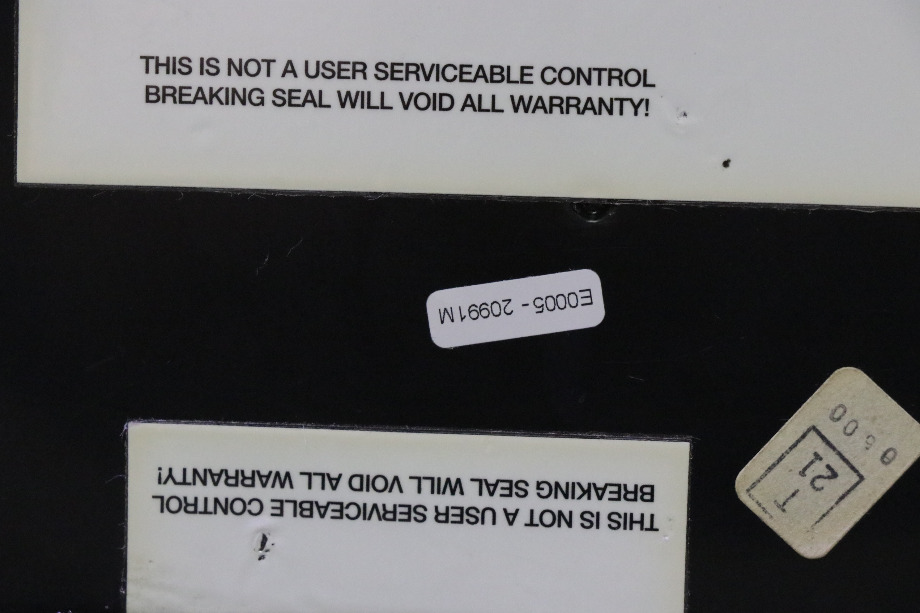 THIS IS NOT A USER SERVICEABLE CONTROL
BREAKING SEAL WILL VOID ALL WARRANTY!
E0005 - 20991M
THIS IS NOT A USER SERVICEABLE CONTROL
BREAKING SEAL WILL VOID ALL WARRANTY!
T
21